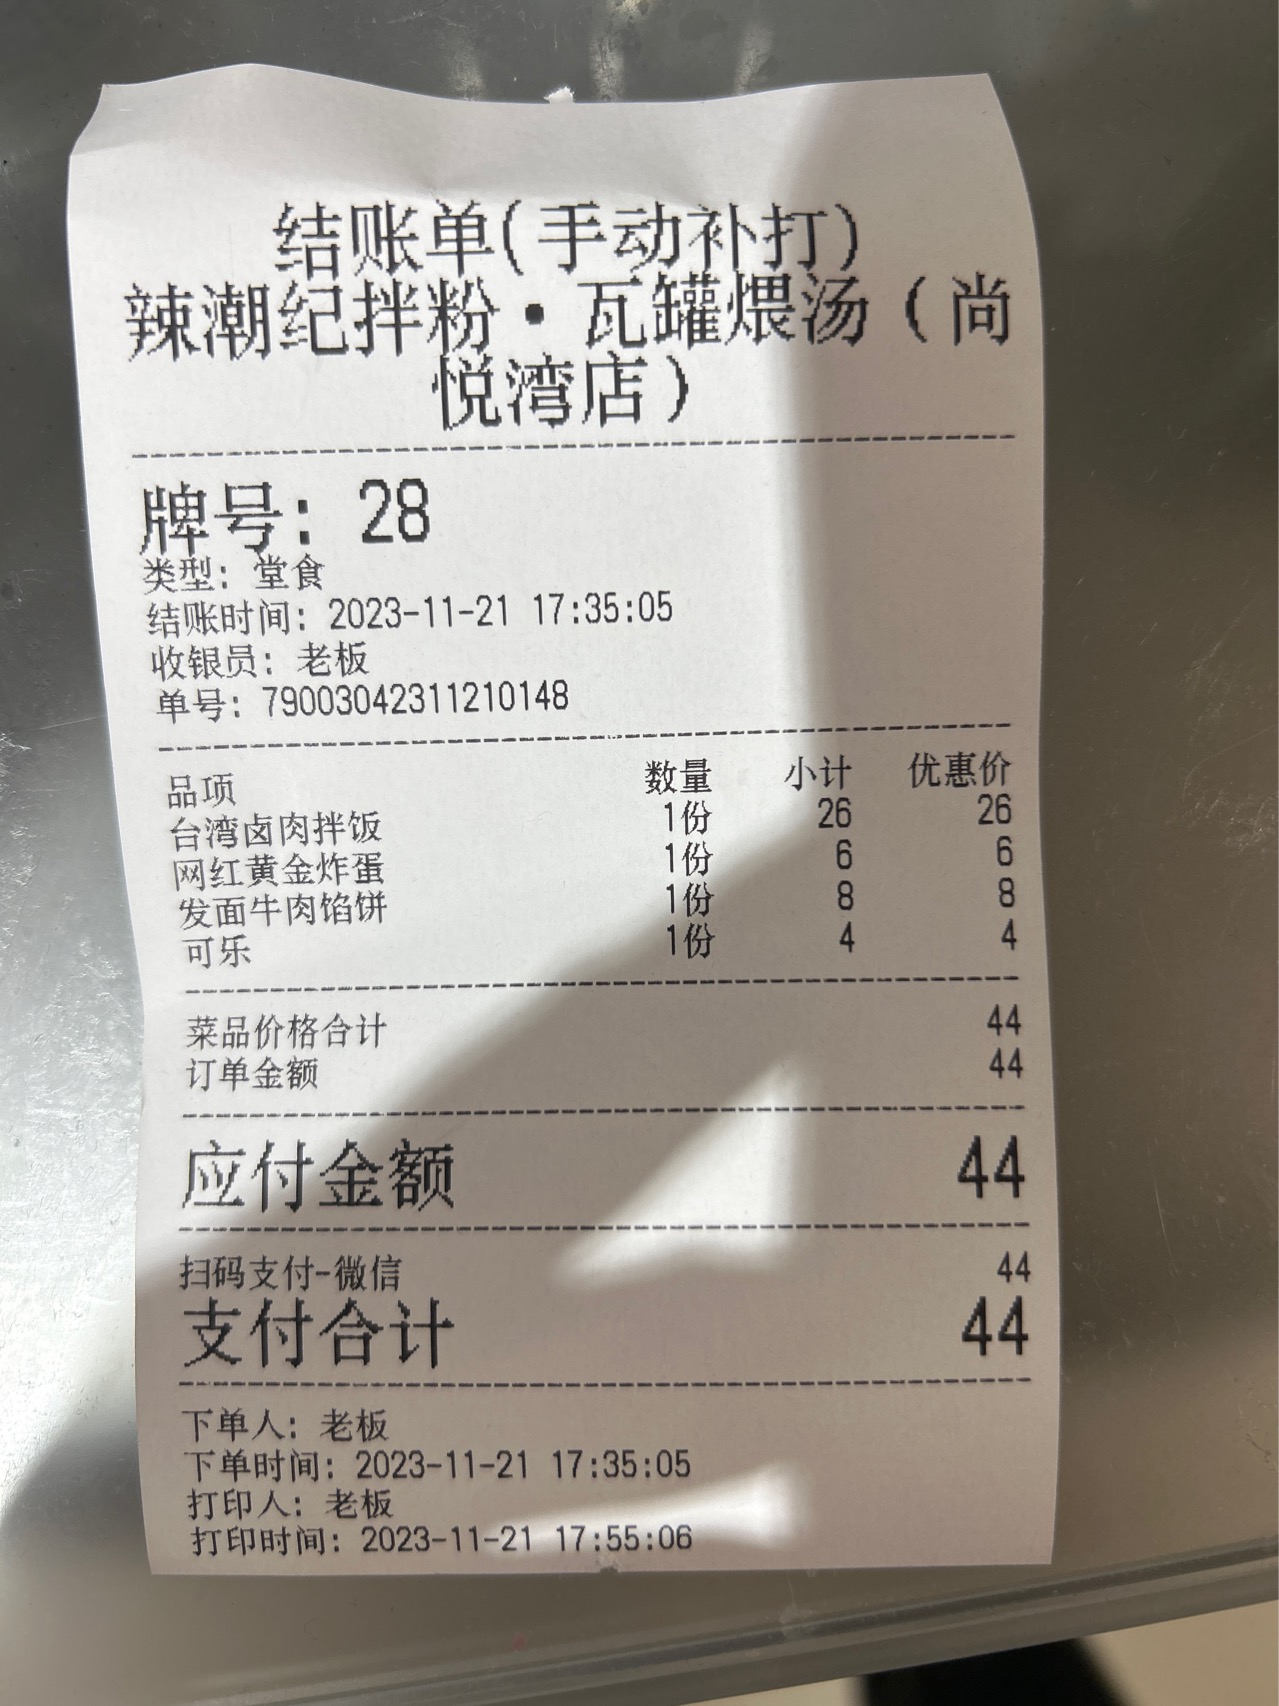 结账单(手动补打)
辣潮纪拌粉·瓦罐煨汤(尚
悦湾店)
牌号: 28
类型: 堂食
结账时间: 2023-11-21 17:35:05
收银员: 老板
单号: 79003042311210148
品项 数量 小计 优惠价
台湾卤肉拌饭 1份 26 26
网红黄金炸蛋 1份 6 6
发面牛肉馅饼 1份 8 8
可乐 1份 4 4
菜品价格合计 44
订单金额 44
应付金额 44
扫码支付-微信 44
支付合计 44
下单人: 老板
下单时间: 2023-11-21 17:35:05
打印人: 老板
打印时间: 2023-11-21 17:55:06